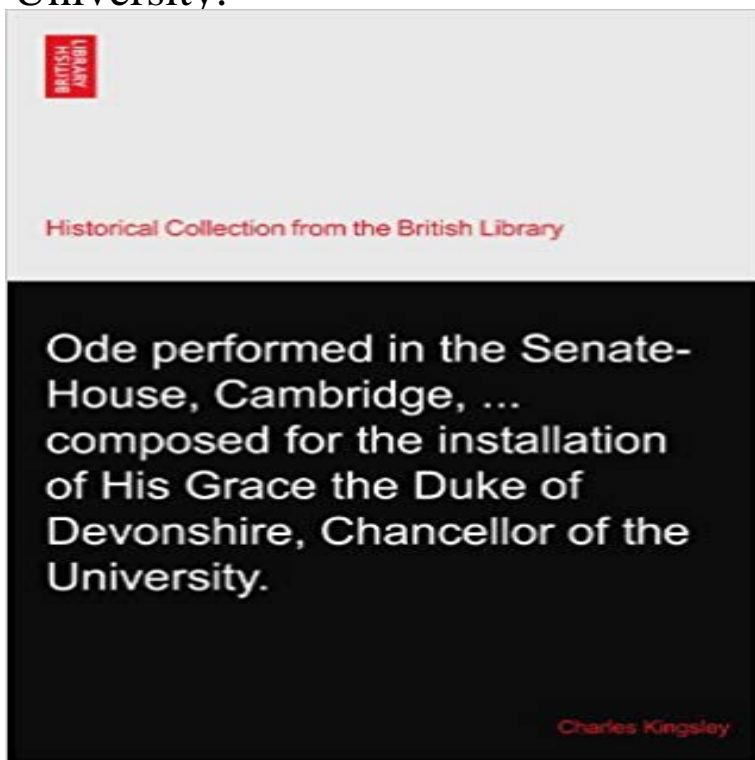 University.
BRITISH
LIBRARY
Historical Collection from the British Library
Ode performed in the Senate-
House, Cambridge, ...
composed for the installation
of His Grace the Duke of
Devonshire, Chancellor of the
University.
Charles Kingsley